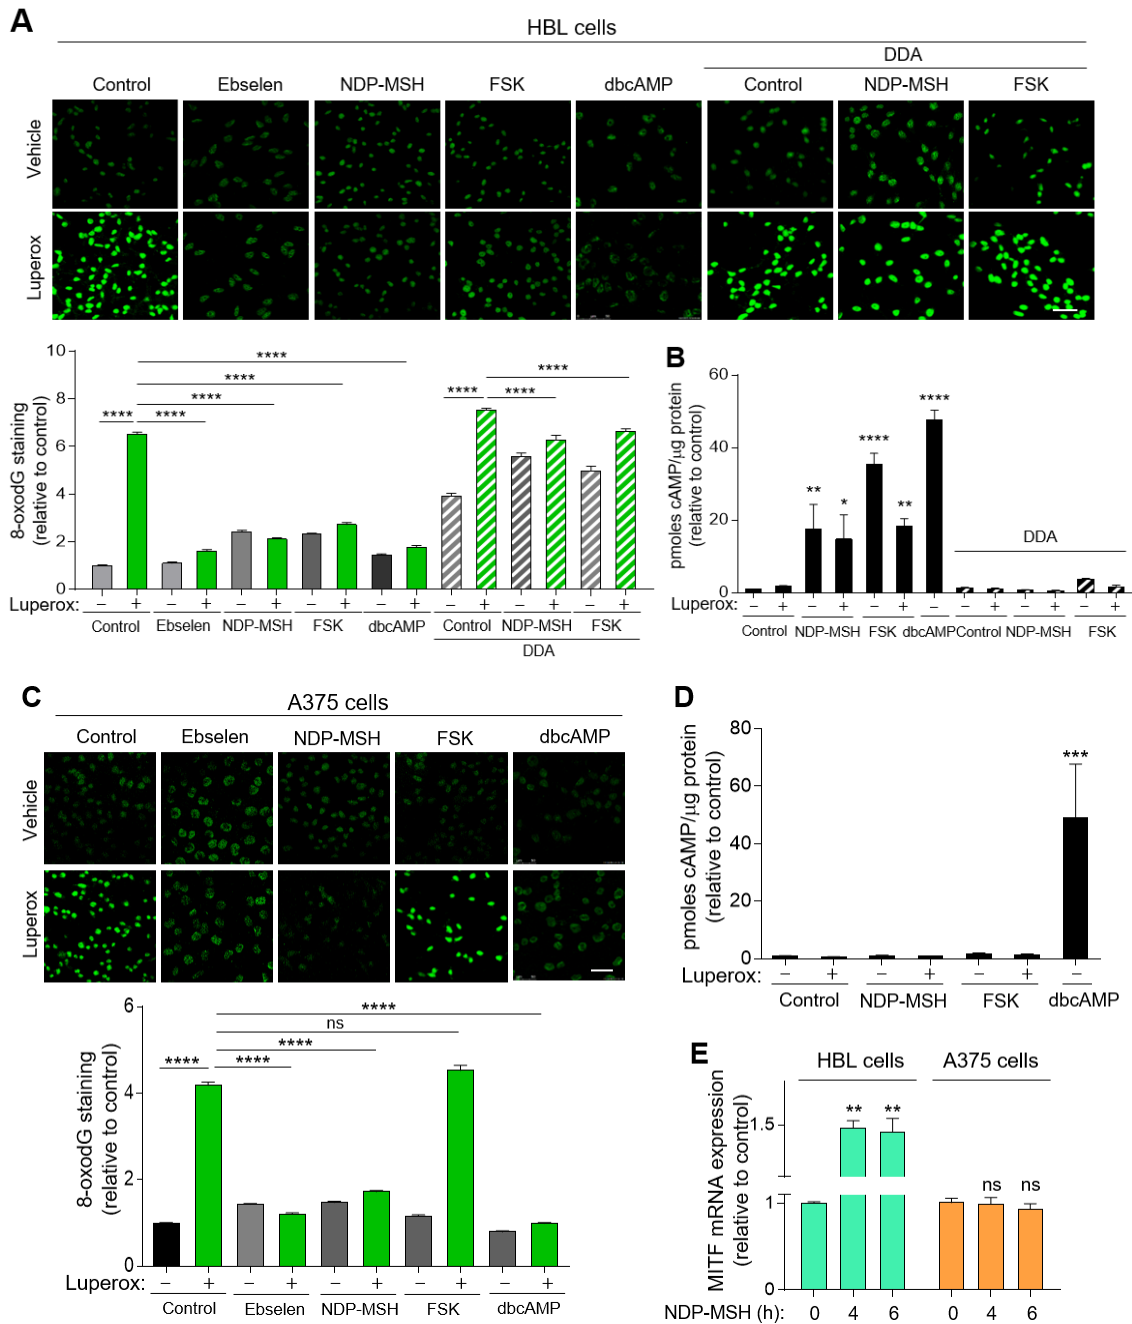 A
HBL cells
DDA
Control Ebselen NDP-MSH FSK dbcAMP Control NDP-MSH FSK
Vehicle
Luperox
8-oxodG staining
(relative to control)
10
8
6
4
2
0
**** **** **** **** **** **** **** ****
Luperox: – + – + – + – + – + – + – + – +
Control Ebselen NDP-MSH FSK dbcAMP Control NDP-MSH FSK
DDA
B
pmoles cAMP/µg protein
(relative to control)
60
40
20
0
** * **** ** ****
DDA
Luperox: – + – + – + – – + – + – +
Control NDP-MSH FSK dbcAMP Control NDP-MSH FSK
C
A375 cells
Control Ebselen NDP-MSH FSK dbcAMP
Vehicle
Luperox
8-oxodG staining
(relative to control)
6
4
2
0
****
ns
****
**** ****
Luperox: – + – + – + – + – +
Control Ebselen NDP-MSH FSK dbcAMP
D
pmoles cAMP/µg protein
(relative to control)
80
60
40
20
0
***
Luperox: – + – + – + –
Control NDP-MSH FSK dbcAMP
E
HBL cells A375 cells
MITF mRNA expression
(relative to control)
1.5
1
0
** ** ns ns
NDP-MSH (h): 0 4 6 0 4 6